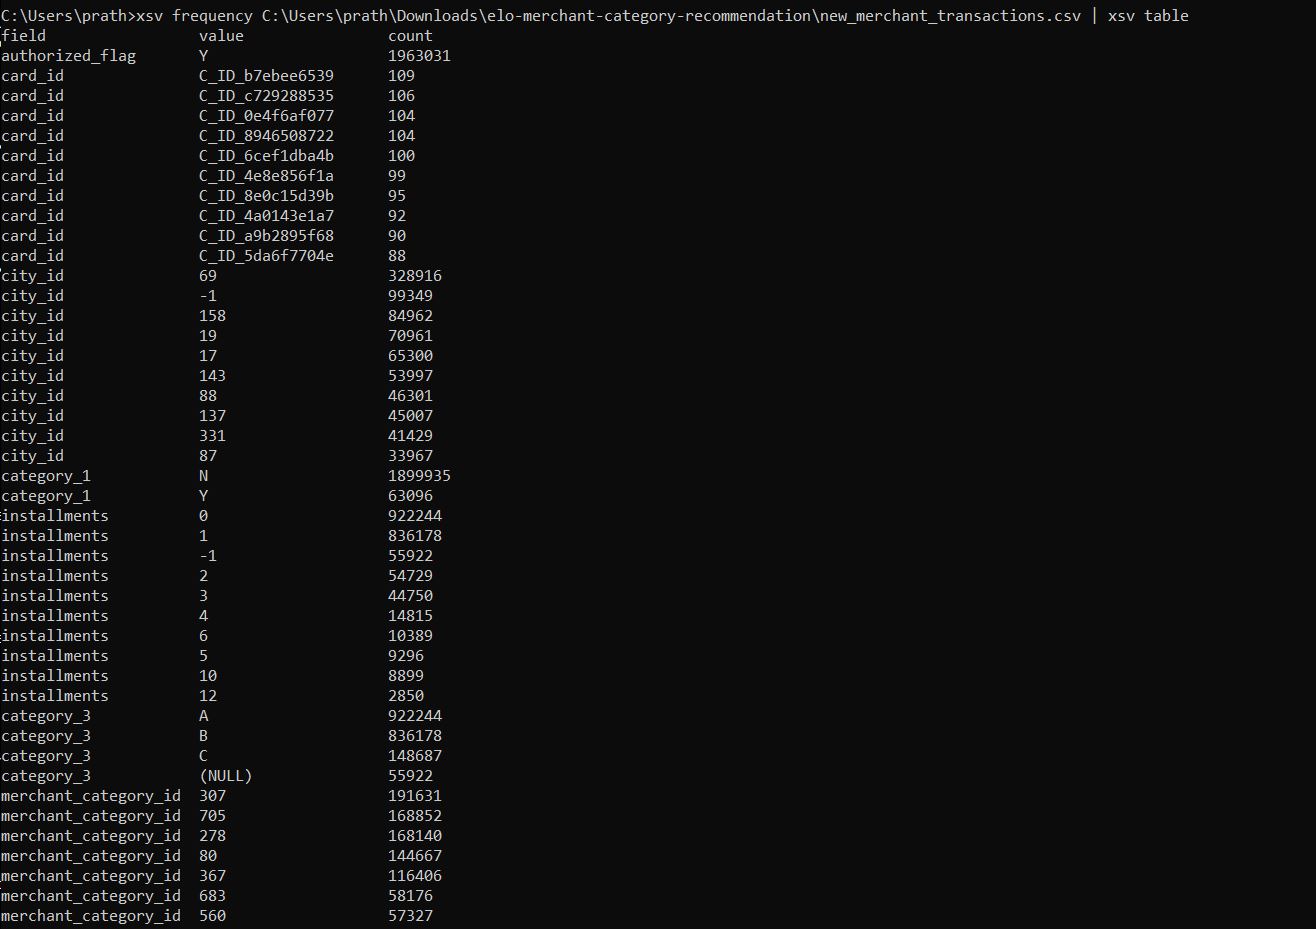 C:\Users\prath>xsv frequency C:\Users\prath\Downloads\elo-merchant-category-recommendation\new_merchant_transactions.csv | xsv table
field value count
authorized_flag Y 1963031
card_id C_ID_b7ebee6539 109
card_id C_ID_c729288535 106
card_id C_ID_0e4f6af077 104
card_id C_ID_8946508722 104
card_id C_ID_6cef1dba4b 100
card_id C_ID_4e8e856f1a 99
card_id C_ID_8e0c15d39b 95
card_id C_ID_4a0143e1a7 92
card_id C_ID_a9b2895f68 90
card_id C_ID_5da6f7704e 88
city_id 69 328916
city_id -1 99349
city_id 158 84962
city_id 19 70961
city_id 17 65300
city_id 143 53997
city_id 88 46301
city_id 137 45007
city_id 331 41429
city_id 87 33967
category_1 N 1899935
category_1 Y 63096
installments 0 922244
installments 1 836178
installments -1 55922
installments 2 54729
installments 3 44750
installments 4 14815
installments 6 10389
installments 5 9296
installments 10 8899
installments 12 2850
category_3 A 922244
category_3 B 836178
category_3 C 148687
category_3 (NULL) 55922
merchant_category_id 307 191631
merchant_category_id 705 168852
merchant_category_id 278 168140
merchant_category_id 80 144667
merchant_category_id 367 116406
merchant_category_id 683 58176
merchant_category_id 560 57327